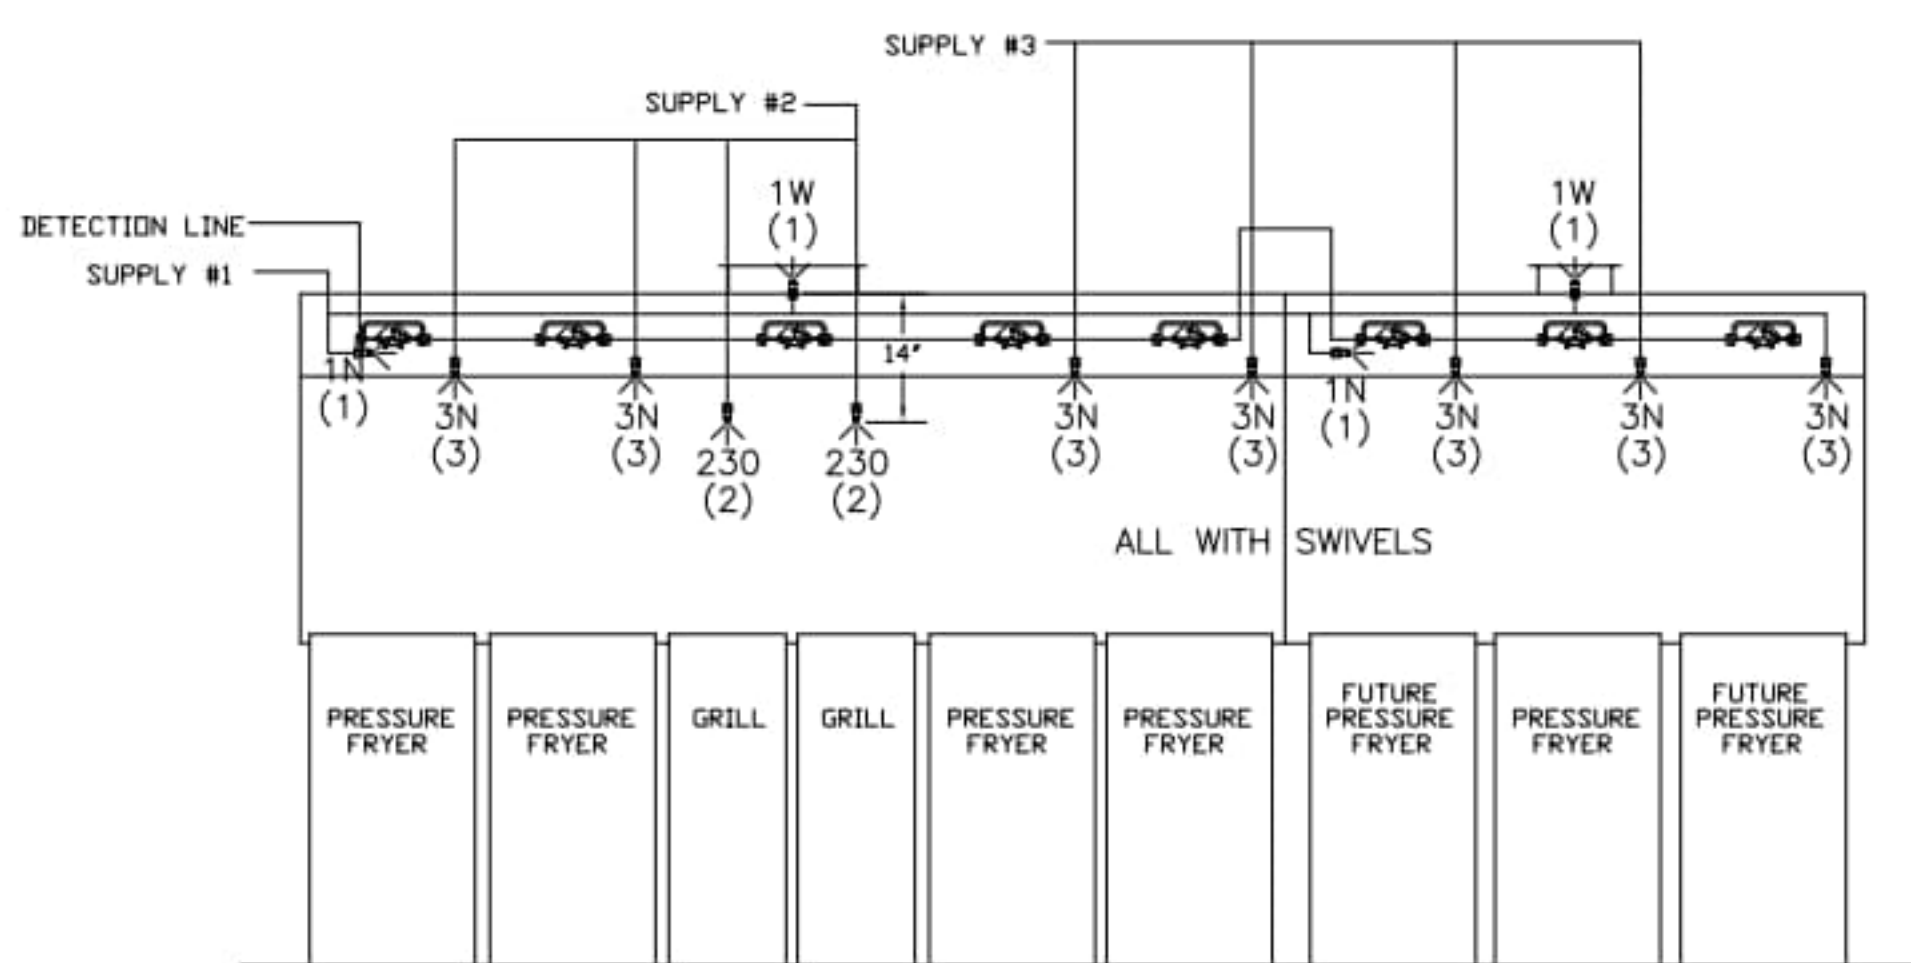 SUPPLY #3
SUPPLY #2
1W
(1)
1W
(1)
DETECTION LINE
SUPPLY #1
14"
1N
(1)
3N
(3)
3N
(3)
230
(2)
230
(2)
3N
(3)
3N
(3)
1N
(1)
3N
(3)
3N
(3)
3N
(3)
ALL WITH SWIVELS
PRESSURE
FRYER
PRESSURE
FRYER
GRILL
GRILL
PRESSURE
FRYER
PRESSURE
FRYER
FUTURE
PRESSURE
FRYER
PRESSURE
FRYER
FUTURE
PRESSURE
FRYER